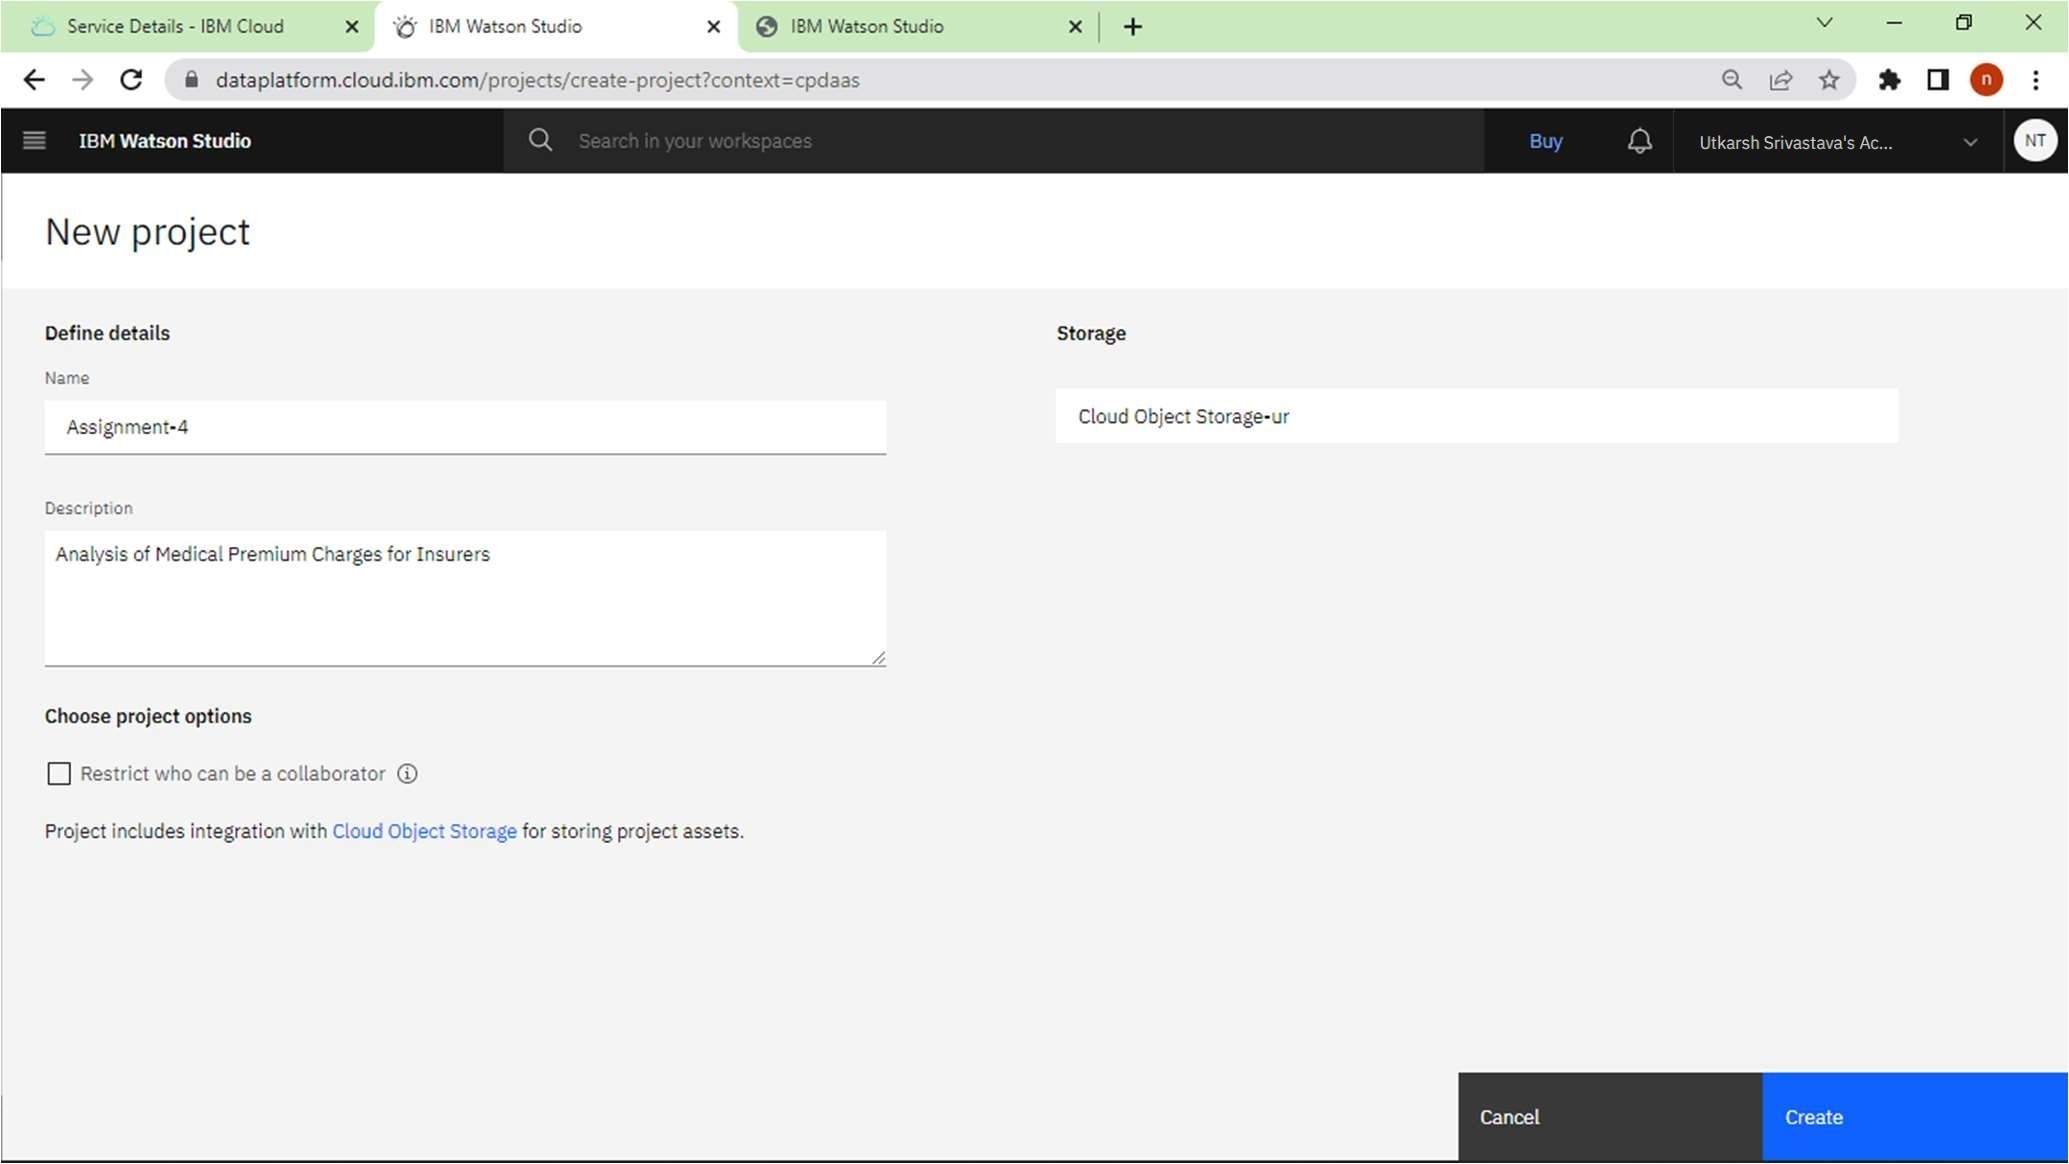 Service Details - IBM Cloud
IBM Watson Studio
IBM Watson Studio
dataplatform.cloud.ibm.com/projects/create-project?context=cpdaas
n
IBM Watson Studio
Search in your workspaces
Buy
Utkarsh Srivastava's Ac...
NT
New project
Define details
Name
Assignment-4
Description
Analysis of Medical Premium Charges for Insurers
Choose project options
Restrict who can be a collaborator
Project includes integration with Cloud Object Storage for storing project assets.
Storage
Cloud Object Storage-ur
Cancel
Create